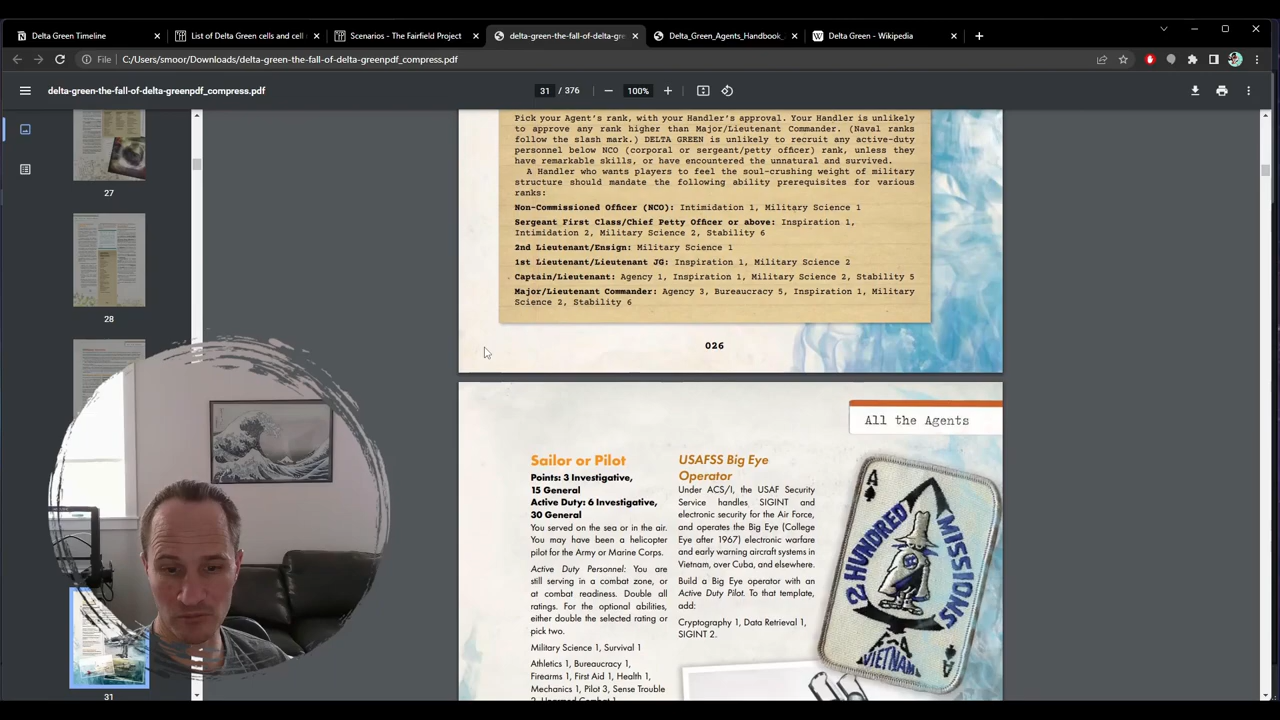 Delta Green Timeline
List of Delta Green cells and cell
Scenarios - The Fairfield Project
delta-green-the-fall-of-delta-gre
Delta_Green_Agents_Handbook_
Delta Green - Wikipedia
File
C:/Users/smoor/Downloads/delta-green-the-fall-of-delta-greenpdf_compress.pdf
delta-green-the-fall-of-delta-greenpdf_compress.pdf
31 / 376
100%
27
28
31
Pick your Agent's rank, with your Handler's approval. Your Handler is unlikely
to approve any rank higher than Major/Lieutenant Commander. (Naval ranks
follow the slash mark.) DELTA GREEN is unlikely to recruit any active-duty
personnel below NCO (corporal or sergeant/petty officer) rank, unless they
have remarkable skills, or have encountered the unnatural and survived.
A Handler who wants players to feel the soul-crushing weight of military
structure should mandate the following ability prerequisites for various
ranks:
Non-Commissioned Officer (NCO): Intimidation 1, Military Science 1
Sergeant First Class/Chief Petty Officer or above: Inspiration 1,
Intimidation 2, Military Science 2, Stability 6
2nd Lieutenant/Ensign: Military Science 1
1st Lieutenant/Lieutenant JG: Inspiration 1, Military Science 2
Captain/Lieutenant: Agency 1, Inspiration 1, Military Science 2, Stability 5
Major/Lieutenant Commander: Agency 3, Bureaucracy 5, Inspiration 1, Military
Science 2, Stability 6
026
All the Agents
Sailor or Pilot
Points: 3 Investigative,
15 General
Active Duty: 6 Investigative,
30 General
You served on the sea or in the air.
You may have been a helicopter
pilot for the Army or Marine Corps.
Active Duty Personnel: You are
still serving in a combat zone, or
at combat readiness. Double all
ratings. For the optional abilities,
either double the selected rating or
pick two.
Military Science 1, Survival 1
Athletics 1, Bureaucracy 1,
Firearms 1, First Aid 1, Health 1,
Mechanics 1, Pilot 3, Sense Trouble
2, Unarmed Combat 1
USAFSS Big Eye
Operator
Under ACS/I, the USAF Security
Service handles SIGINT and
electronic security for the Air Force,
and operates the Big Eye (College
Eye after 1967) electronic warfare
and early warning aircraft systems in
Vietnam, over Cuba, and elsewhere.
Build a Big Eye operator with an
Active Duty Pilot. To that template,
add:
Cryptography 1, Data Retrieval 1,
SIGINT 2.
A
2 HUNDRED
MISSIONS
VIETNAM
A